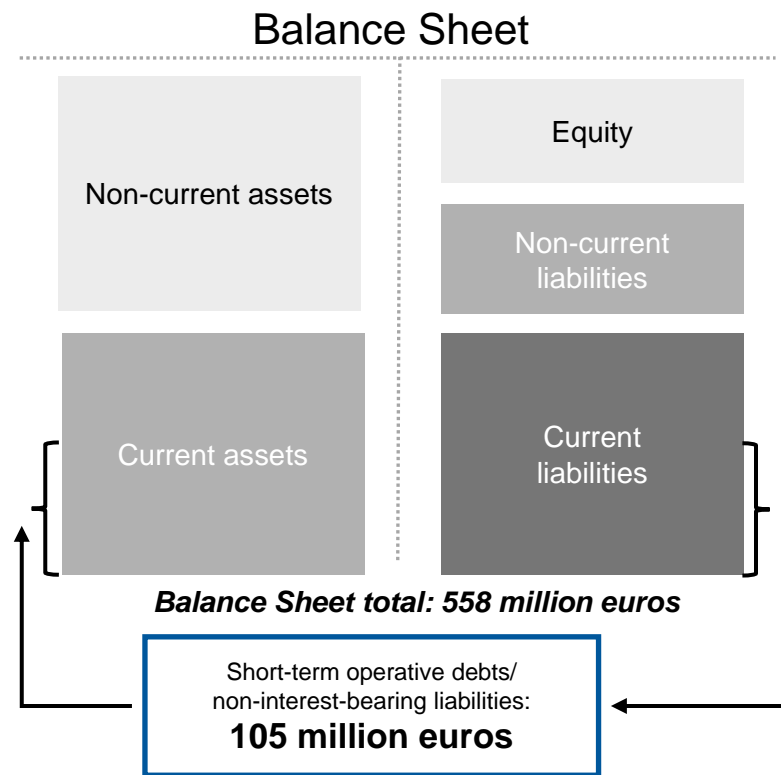 Balance Sheet
Non-current assets
Current assets
Equity
Non-current
liabilities
Current
liabilities
Balance Sheet total: 558 million euros
Short-term operative debts/
non-interest-bearing liabilities:
105 million euros